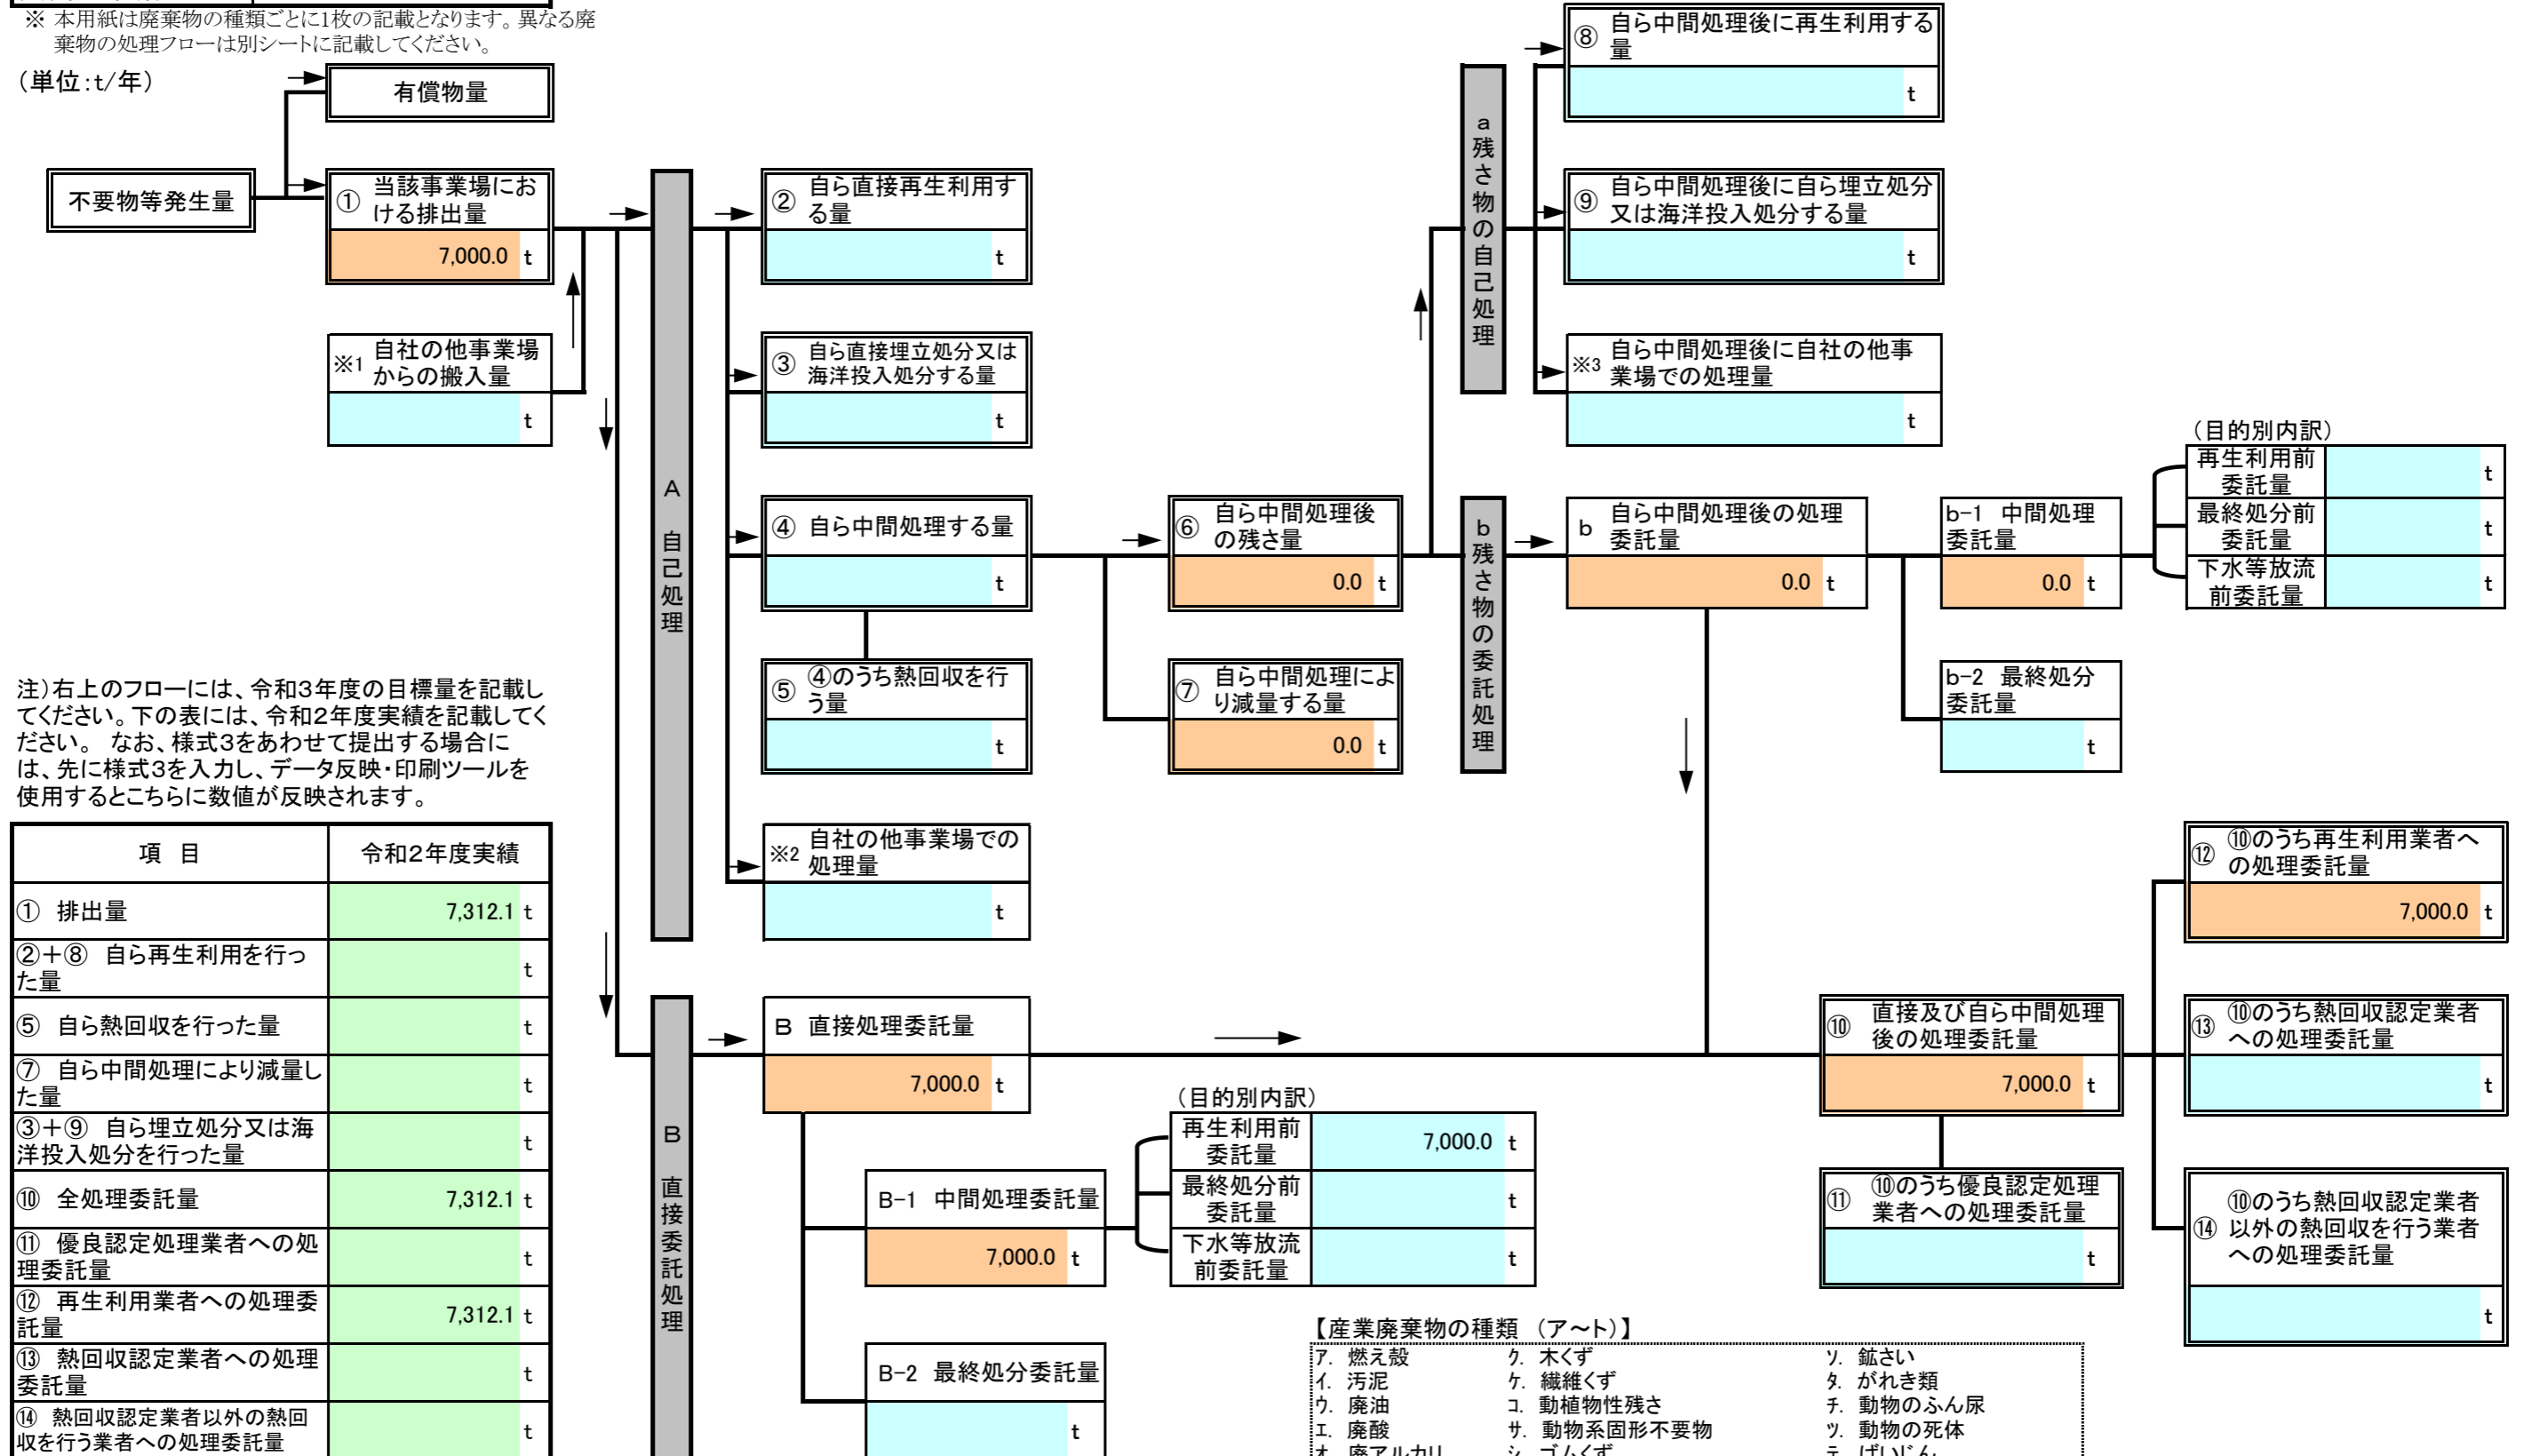 ※ 本用紙は廃棄物の種類ごとに1枚の記載となります。異なる廃
棄物の処理フローは別シートに記載してください。
（単位：t/年）
有償物量
不要物等発生量
① 当該事業場にお
ける排出量
7,000.0 t
※1 自社の他事業場
からの搬入量
t
A 自己処理
② 自ら直接再生利用す
る量
t
③ 自ら直接埋立処分又は
海洋投入処分する量
t
④ 自ら中間処理する量
t
⑤ ④のうち熱回収を行
う量
t
※2 自社の他事業場での
処理量
t
⑥ 自ら中間処理後
の残さ量
0.0 t
⑦ 自ら中間処理によ
り減量する量
0.0 t
a 残さ物の自己処理
⑧ 自ら中間処理後に再生利用する
量
t
⑨ 自ら中間処理後に自ら埋立処分
又は海洋投入処分する量
t
※3 自ら中間処理後に自社の他事
業場での処理量
t
b 残さ物の委託処理
b 自ら中間処理後の処理
委託量
0.0 t
b-1 中間処理
委託量
0.0 t
（目的別内訳）
再生利用前
委託量
t
最終処分前
委託量
t
下水等放流
前委託量
t
b-2 最終処分
委託量
t
注）右上のフローには、令和3年度の目標量を記載し
てください。下の表には、令和2年度実績を記載してく
ださい。 なお、様式3をあわせて提出する場合に
は、先に様式3を入力し、データ反映・印刷ツールを
使用するとこちらに数値が反映されます。
項 目 令和2年度実績
① 排出量 7,312.1 t
②＋⑧ 自ら再生利用を行っ
た量
t
⑤ 自ら熱回収を行った量 t
⑦ 自ら中間処理により減量し
た量
t
③＋⑨ 自ら埋立処分又は海
洋投入処分を行った量
t
⑩ 全処理委託量 7,312.1 t
⑪ 優良認定処理業者への処
理委託量
t
⑫ 再生利用業者への処理委
託量
7,312.1 t
⑬ 熱回収認定業者への処理
委託量
t
⑭ 熱回収認定業者以外の熱回
収を行う業者への処理委託量
t
B 直接委託処理
B 直接処理委託量
7,000.0 t
B-1 中間処理委託量
7,000.0 t
（目的別内訳）
再生利用前
委託量
7,000.0 t
最終処分前
委託量
t
下水等放流
前委託量
t
B-2 最終処分委託量
t
⑩ 直接及び自ら中間処理
後の処理委託量
7,000.0 t
⑪ ⑩のうち優良認定処理
業者への処理委託量
t
⑫ ⑩のうち再生利用業者へ
の処理委託量
7,000.0 t
⑬ ⑩のうち熱回収認定業者
への処理委託量
t
⑭ ⑩のうち熱回収認定業者
以外の熱回収を行う業者
への処理委託量
t
【産業廃棄物の種類 （ア～ト）】
ア. 燃え殻 ク. 木くず ソ. 鉱さい
イ. 汚泥 ケ. 繊維くず タ. がれき類
ウ. 廃油 コ. 動植物性残さ チ. 動物のふん尿
エ. 廃酸 サ. 動物系固形不要物 ツ. 動物の死体
オ. 廃アルカリ シ. ゴムくず テ. ばいじん